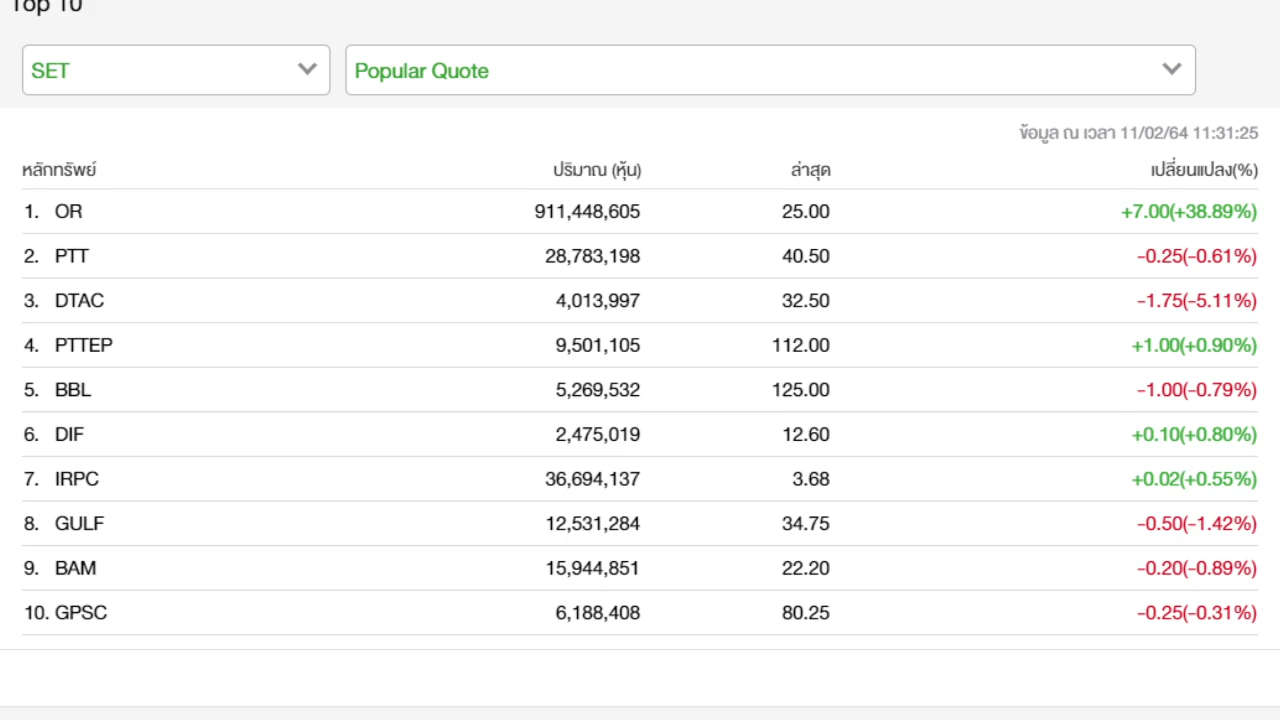 Top 10
SET Popular Quote
ข้อมูล ณ เวลา 11/02/64 11:31:25
หลักทรัพย์ ปริมาณ (หุ้น) ล่าสุด เปลี่ยนแปลง(%)
1. OR 911,448,605 25.00 +7.00(+38.89%)
2. PTT 28,783,198 40.50 -0.25(-0.61%)
3. DTAC 4,013,997 32.50 -1.75(-5.11%)
4. PTTEP 9,501,105 112.00 +1.00(+0.90%)
5. BBL 5,269,532 125.00 -1.00(-0.79%)
6. DIF 2,475,019 12.60 +0.10(+0.80%)
7. IRPC 36,694,137 3.68 +0.02(+0.55%)
8. GULF 12,531,284 34.75 -0.50(-1.42%)
9. BAM 15,944,851 22.20 -0.20(-0.89%)
10. GPSC 6,188,408 80.25 -0.25(-0.31%)